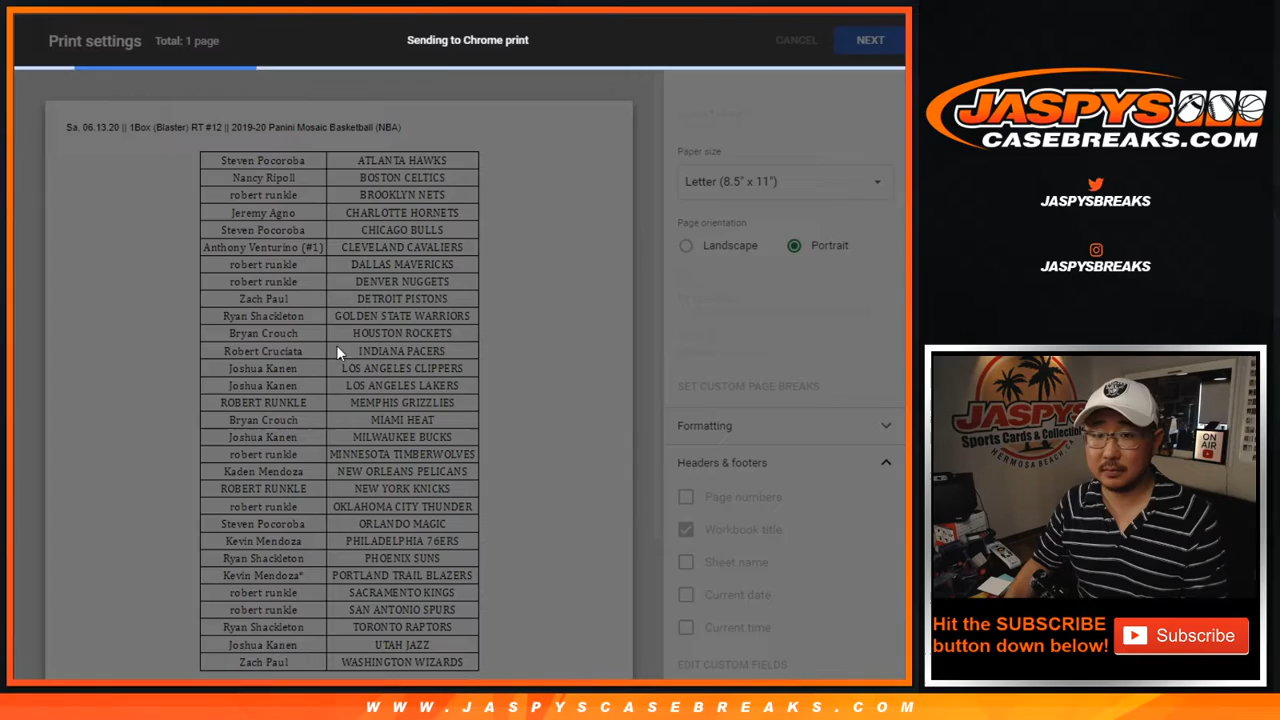 Print settings Total: 1 page Sending to Chrome print CANCEL NEXT
Sa. 06.13.20 || 1Box (Blaster) RT #12 || 2019-20 Panini Mosaic Basketball (NBA)
Steven Pocoroba ATLANTA HAWKS
Nancy Ripoll BOSTON CELTICS
robert runkle BROOKLYN NETS
Jeremy Agno CHARLOTTE HORNETS
Steven Pocoroba CHICAGO BULLS
Anthony Venturino (#1) CLEVELAND CAVALIERS
robert runkle DALLAS MAVERICKS
robert runkle DENVER NUGGETS
Zach Paul DETROIT PISTONS
Ryan Shackleton GOLDEN STATE WARRIORS
Bryan Crouch HOUSTON ROCKETS
Robert Cruciata INDIANA PACERS
Joshua Kanen LOS ANGELES CLIPPERS
Joshua Kanen LOS ANGELES LAKERS
ROBERT RUNKLE MEMPHIS GRIZZLIES
Bryan Crouch MIAMI HEAT
Joshua Kanen MILWAUKEE BUCKS
robert runkle MINNESOTA TIMBERWOLVES
Kaden Mendoza NEW ORLEANS PELICANS
ROBERT RUNKLE NEW YORK KNICKS
robert runkle OKLAHOMA CITY THUNDER
Steven Pocoroba ORLANDO MAGIC
Kevin Mendoza PHILADELPHIA 76ERS
Ryan Shackleton PHOENIX SUNS
Kevin Mendoza* PORTLAND TRAIL BLAZERS
robert runkle SACRAMENTO KINGS
robert runkle SAN ANTONIO SPURS
Ryan Shackleton TORONTO RAPTORS
Joshua Kanen UTAH JAZZ
Zach Paul WASHINGTON WIZARDS
Paper size
Letter (8.5" x 11")
Page orientation
Landscape Portrait
SET CUSTOM PAGE BREAKS
Formatting
Headers & footers
Page numbers
Workbook title
Sheet name
Current date
Current time
EDIT CUSTOM FIELDS
JASPYS
CASEBREAKS.COM
JASPYSBREAKS
JASPYSBREAKS
JASPYS
Sports Cards & Collectibles
HERMOSA BEACH CA
ON
AIR
Hit the SUBSCRIBE
button down below!
Subscribe
WWW.JASPYSCASEBREAKS.COM